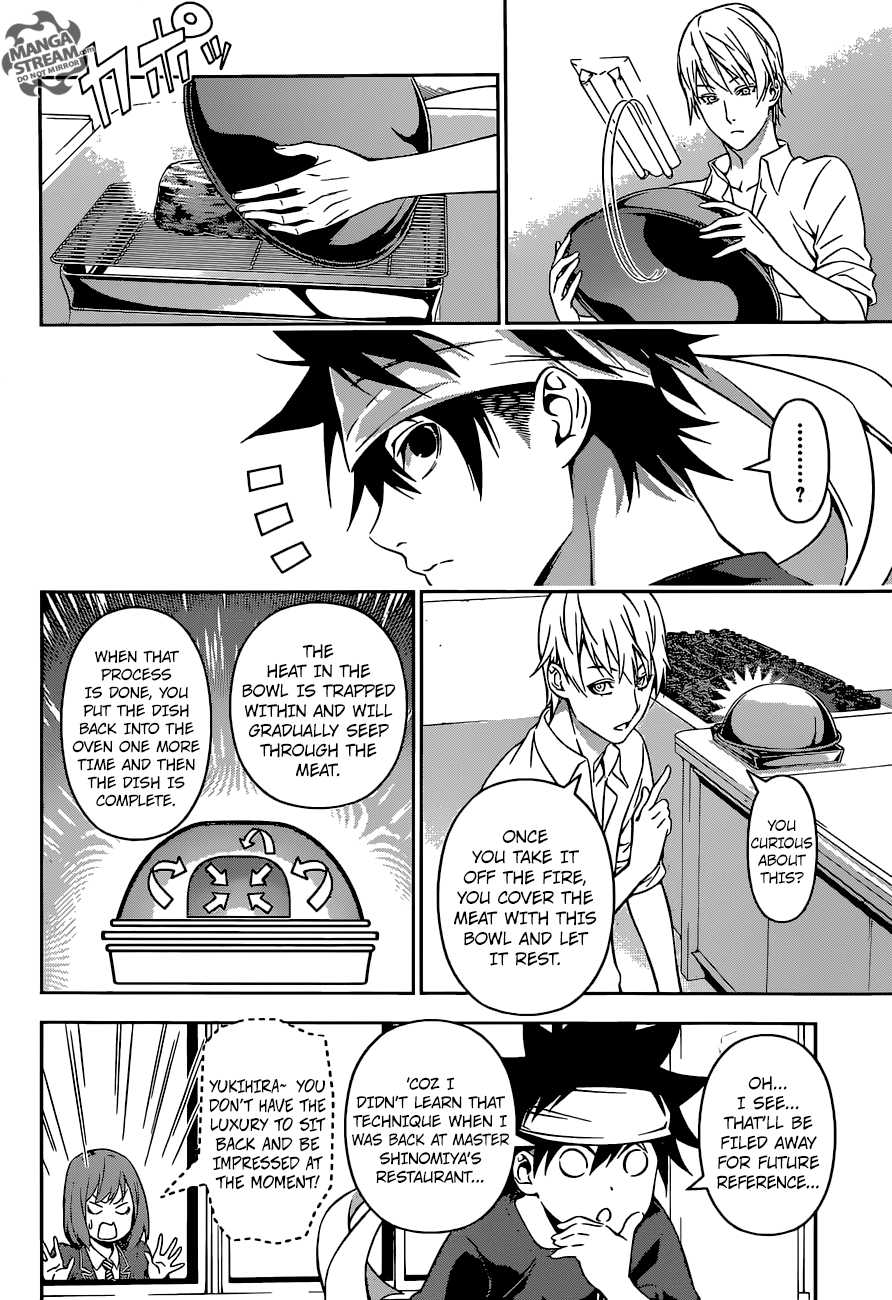 MANGA
STREAM.com
DO NOT MIRROR!
カポッ
.........?
YOU
CURIOUS
ABOUT
THIS?
ONCE
YOU TAKE IT
OFF THE FIRE,
YOU COVER THE
MEAT WITH THIS
BOWL AND LET
IT REST.
THE
HEAT IN THE
BOWL IS TRAPPED
WITHIN AND WILL
GRADUALLY SEEP
THROUGH THE
MEAT.
WHEN THAT
PROCESS
IS DONE, YOU
PUT THE DISH
BACK INTO THE
OVEN ONE MORE
TIME AND THEN
THE DISH IS
COMPLETE.
OH...
I SEE...
THAT'LL BE
FILED AWAY
FOR FUTURE
REFERENCE...
'COZ I
DIDN'T LEARN THAT
TECHNIQUE WHEN I
WAS BACK AT MASTER
SHINOMIYA'S
RESTAURANT...
YUKIHIRA~ YOU
DON'T HAVE THE
LUXURY TO SIT
BACK AND BE
IMPRESSED AT
THE MOMENT!